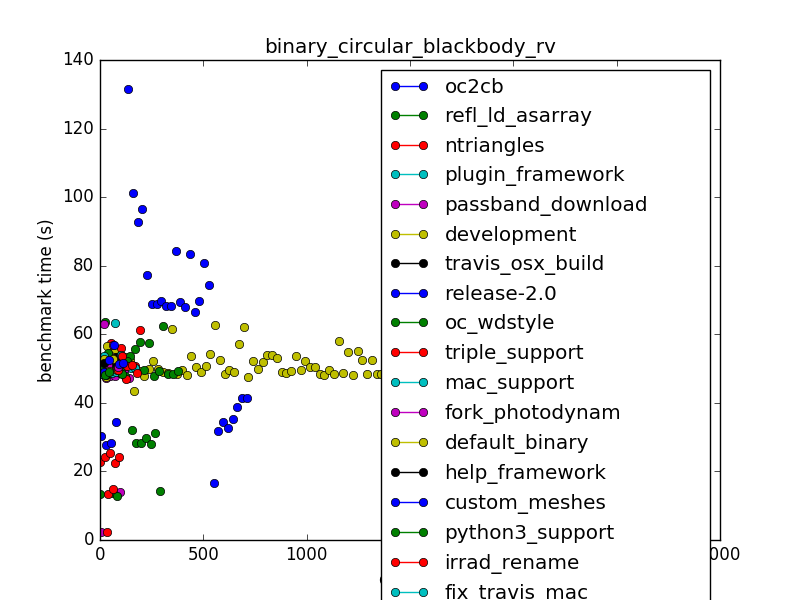 binary_circular_blackbody_rv
140
120
100
80
60
40
20
0
benchmark time (s)
0
500
1000
000
oc2cb
refl_ld_asarray
ntriangles
plugin_framework
passband_download
development
travis_osx_build
release-2.0
oc_wdstyle
triple_support
mac_support
fork_photodynam
default_binary
help_framework
custom_meshes
python3_support
irrad_rename
fix_travis_mac